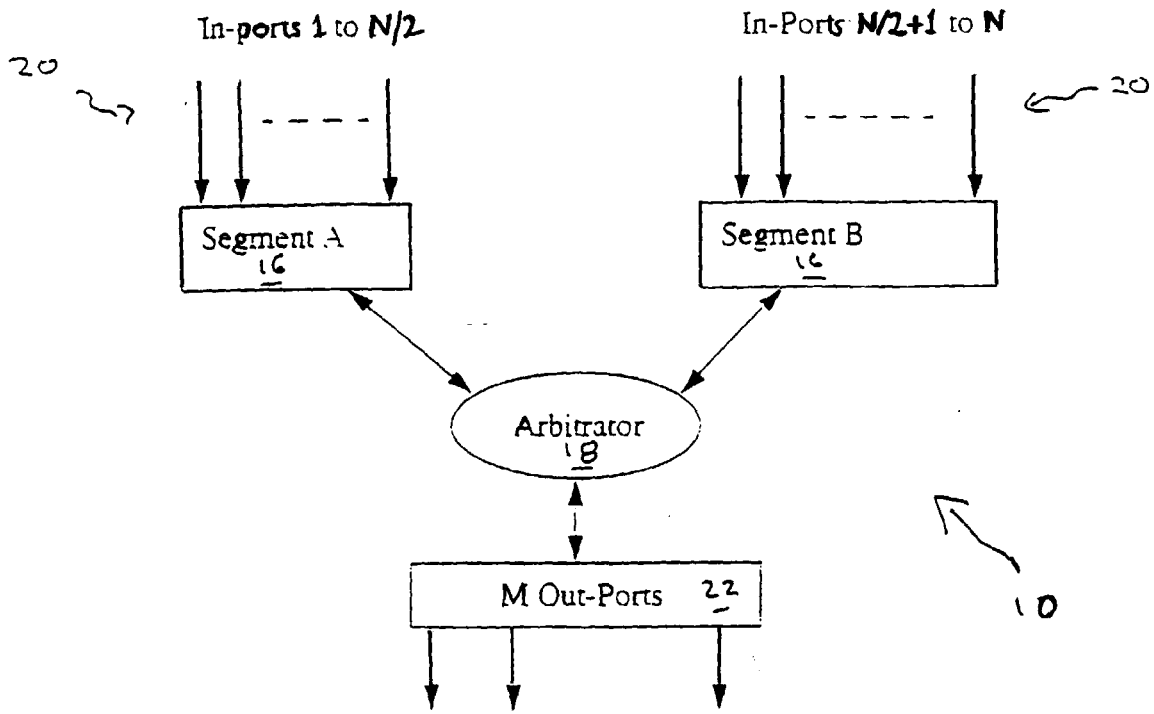 In-ports 1 to N/2
In-Ports N/2+1 to N
20
20
Segment A
16
Segment B
16
Arbitrator
18
M Out-Ports 22
10